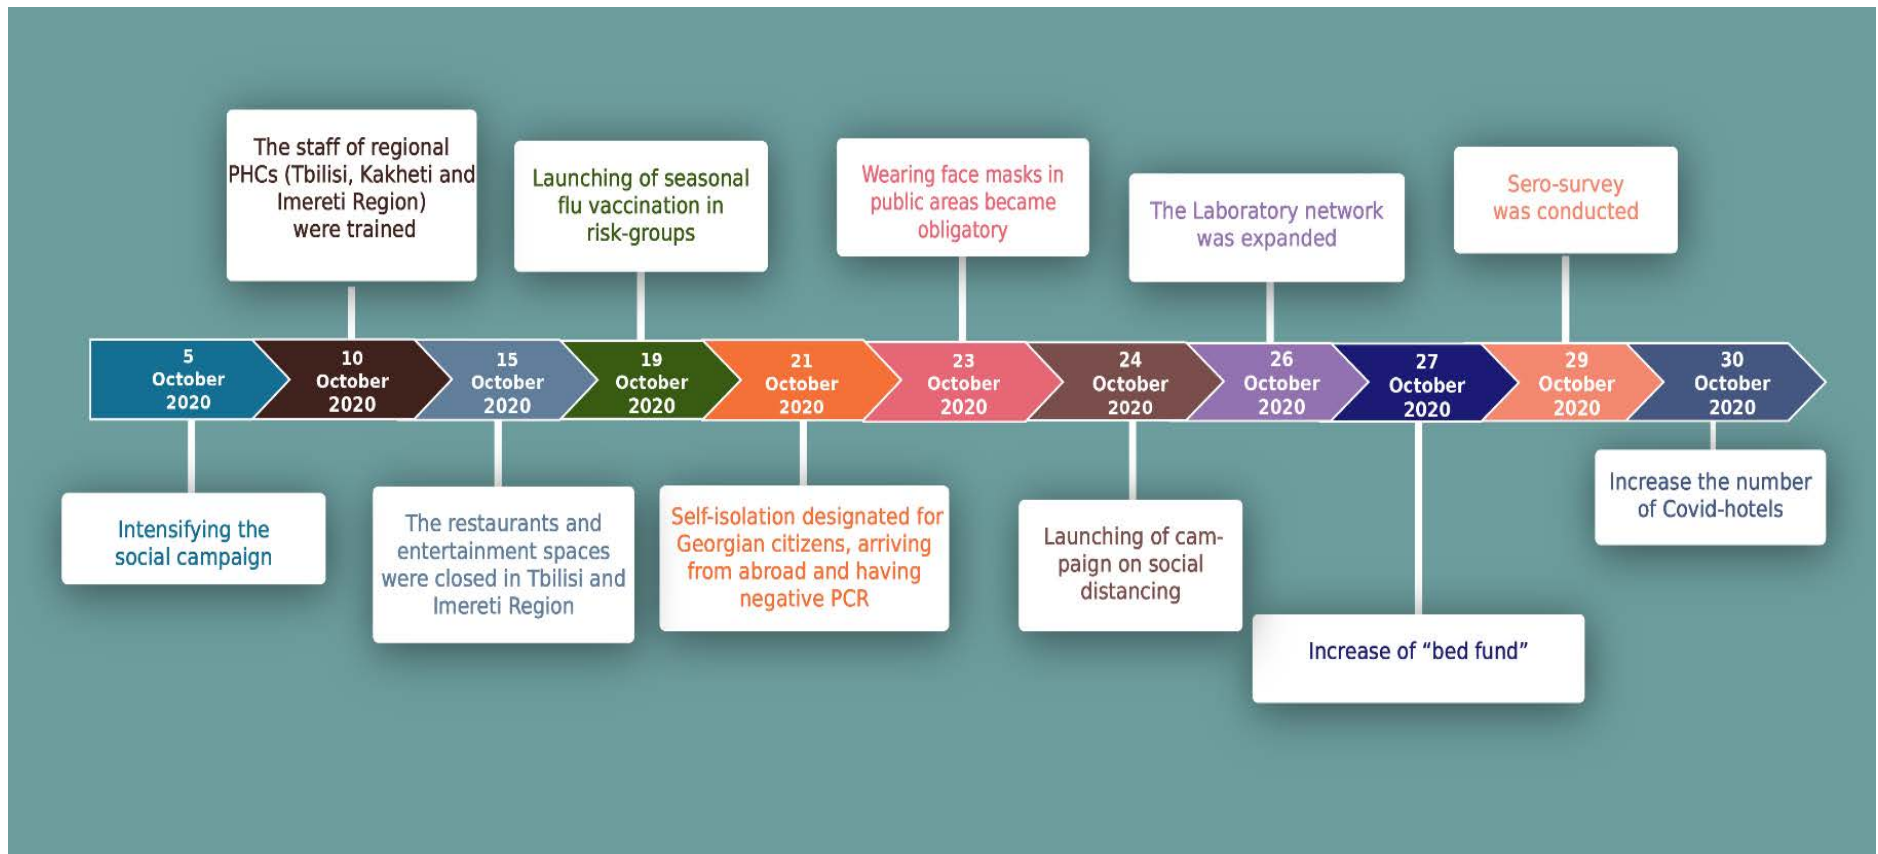 The staff of regional
PHCs (Tbilisi, Kakheti and
Imereti Region)
were trained
Launching of seasonal
flu vaccination in
risk-groups
Wearing face masks in
public areas became
obligatory
The Laboratory network
was expanded
Sero-survey
was conducted
5
October
2020
10
October
2020
15
October
2020
19
October
2020
21
October
2020
23
October
2020
24
October
2020
26
October
2020
27
October
2020
29
October
2020
30
October
2020
Intensifying the
social campaign
The restaurants and
entertainment spaces
were closed in Tbilisi and
Imereti Region
Self-isolation designated for
Georgian citizens, arriving
from abroad and having
negative PCR
Launching of cam-
paign on social
distancing
Increase of “bed fund”
Increase the number
of Covid-hotels